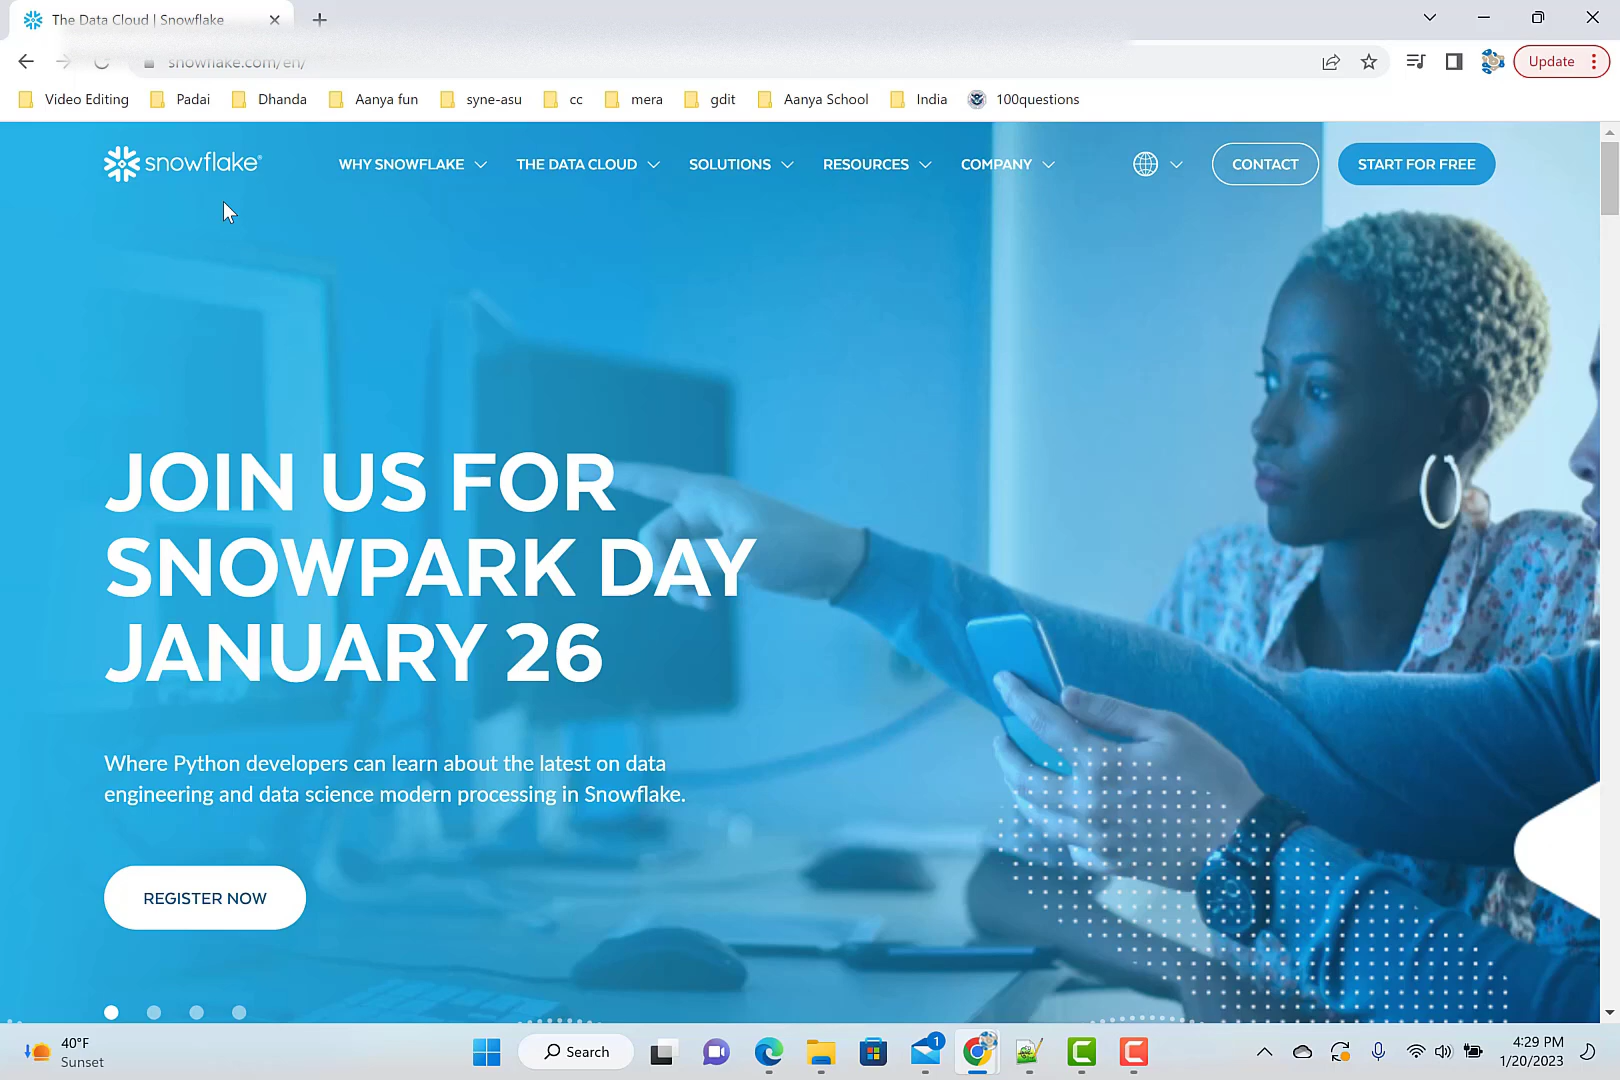 The Data Cloud | Snowflake
snowflake.com/en/
Update
Video Editing
Padai
Dhanda
Aanya fun
syne-asu
cc
mera
gdit
Aanya School
India
100questions
snowflake
WHY SNOWFLAKE
THE DATA CLOUD
SOLUTIONS
RESOURCES
COMPANY
CONTACT
START FOR FREE
JOIN US FOR
SNOWPARK DAY
JANUARY 26
Where Python developers can learn about the latest on data
engineering and data science modern processing in Snowflake.
REGISTER NOW
40°F
Sunset
Search
1
4:29 PM
1/20/2023